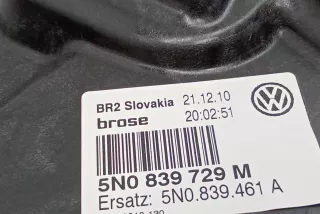 BR2 Slovakia 21.12.10
brose 20:02:51
5N0 839 729 M
Ersatz: 5N0.839.461 A